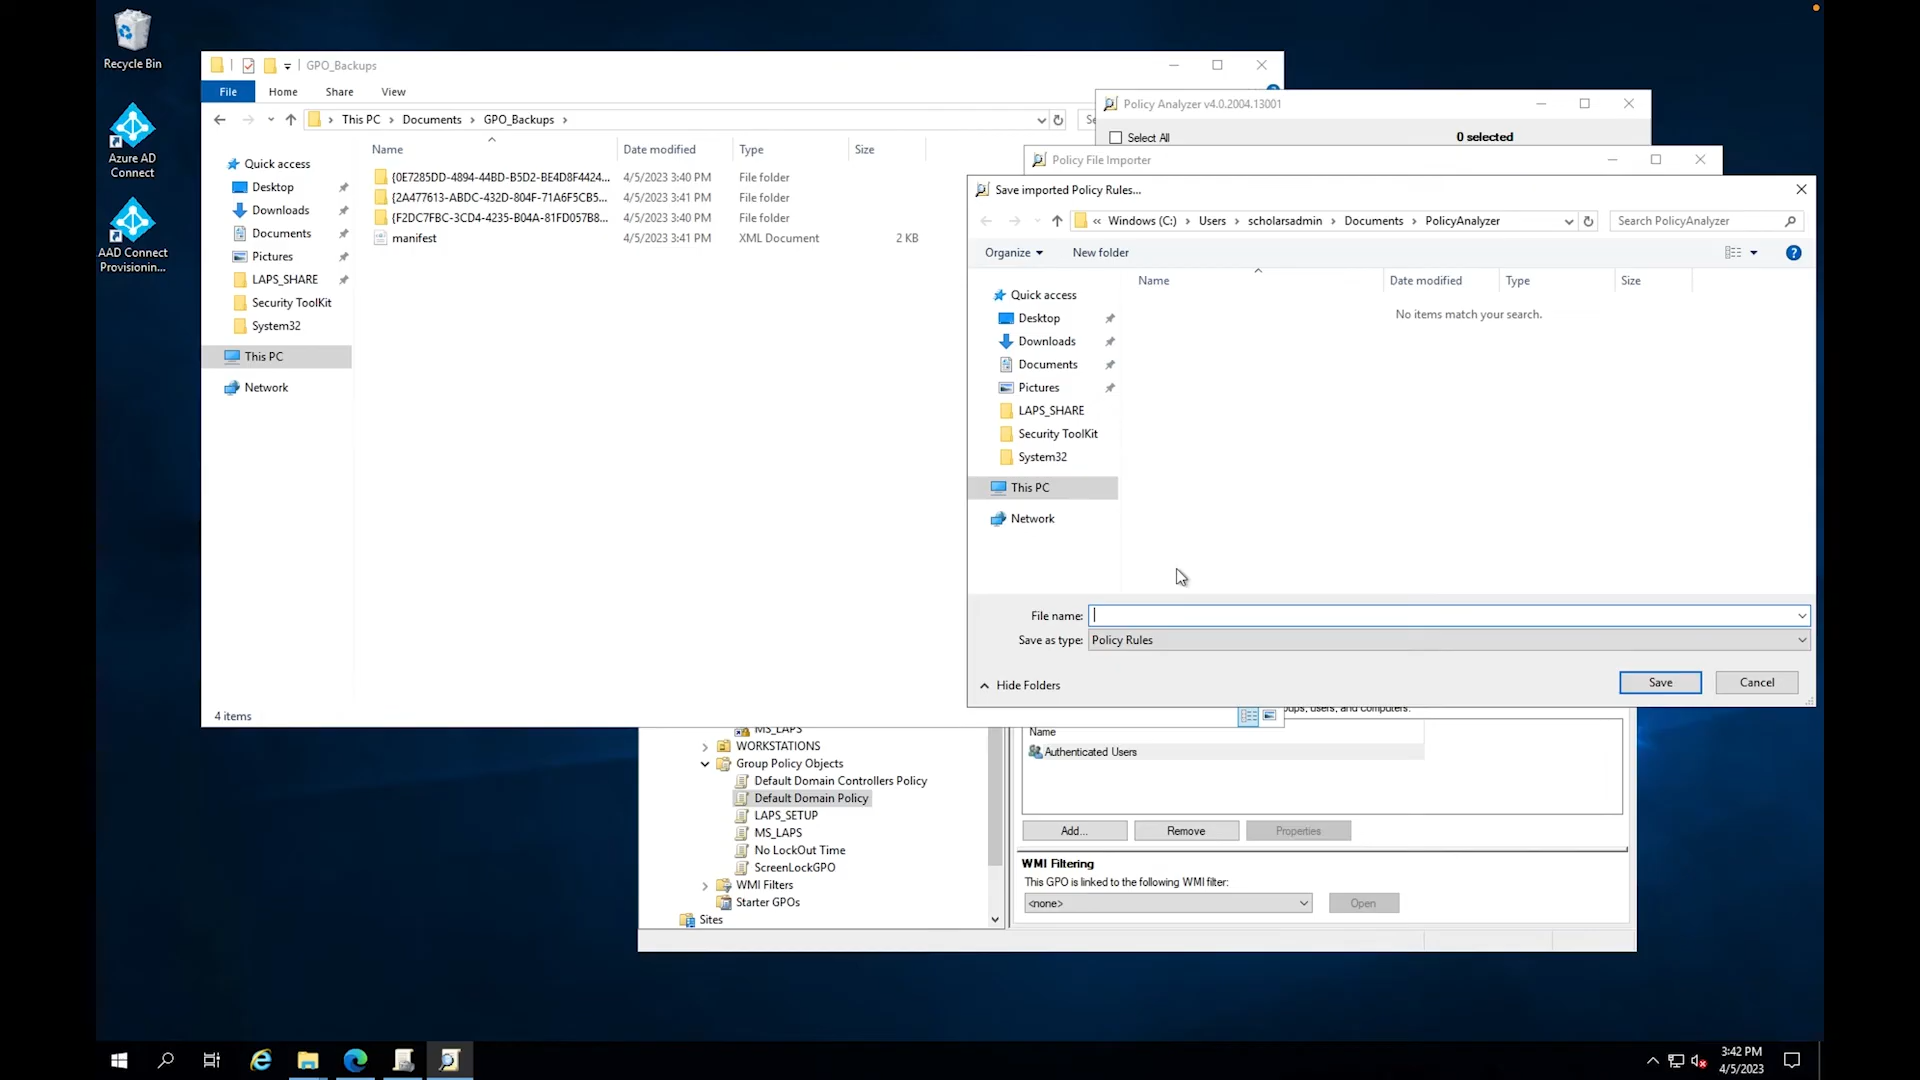 Recycle Bin
Azure AD
Connect
AAD Connect
Provisionin...
GPO_Backups
File
Home
Share
View
This PC
Documents
GPO_Backups
Name
Date modified
Type
Size
Quick access
Desktop
Downloads
Documents
Pictures
LAPS_SHARE
Security ToolKit
System32
This PC
Network
{0E7285DD-4894-44BD-B5D2-BE4D8F4424... 4/5/2023 3:40 PM File folder
{2A477613-ABDC-432D-804F-71A6F5CB5... 4/5/2023 3:41 PM File folder
{F2DC7FBC-3CD4-4235-B04A-81FD057B8... 4/5/2023 3:40 PM File folder
manifest 4/5/2023 3:41 PM XML Document 2 KB
4 items
Policy Analyzer v4.0.2004.13001
Select All
0 selected
Policy File Importer
Save imported Policy Rules...
« Windows (C:) Users scholarsadmin Documents PolicyAnalyzer
Search PolicyAnalyzer
Organize
New folder
Name
Date modified
Type
Size
No items match your search.
Quick access
Desktop
Downloads
Documents
Pictures
LAPS_SHARE
Security ToolKit
System32
This PC
Network
File name:
Save as type: Policy Rules
Hide Folders
Save
Cancel
MS_LAPS
WORKSTATIONS
Group Policy Objects
Default Domain Controllers Policy
Default Domain Policy
LAPS_SETUP
MS_LAPS
No LockOut Time
ScreenLockGPO
WMI Filters
Starter GPOs
Sites
users, and computers:
Name
Authenticated Users
Add...
Remove
Properties
WMI Filtering
This GPO is linked to the following WMI filter:
<none>
Open
3:42 PM
4/5/2023